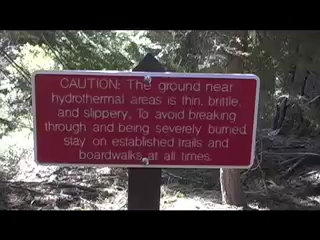 CAUTION: The ground near
hydrothermal areas is thin, brittle,
and slippery. To avoid breaking
through and being severely burned,
stay on established trails and
boardwalks at all times.